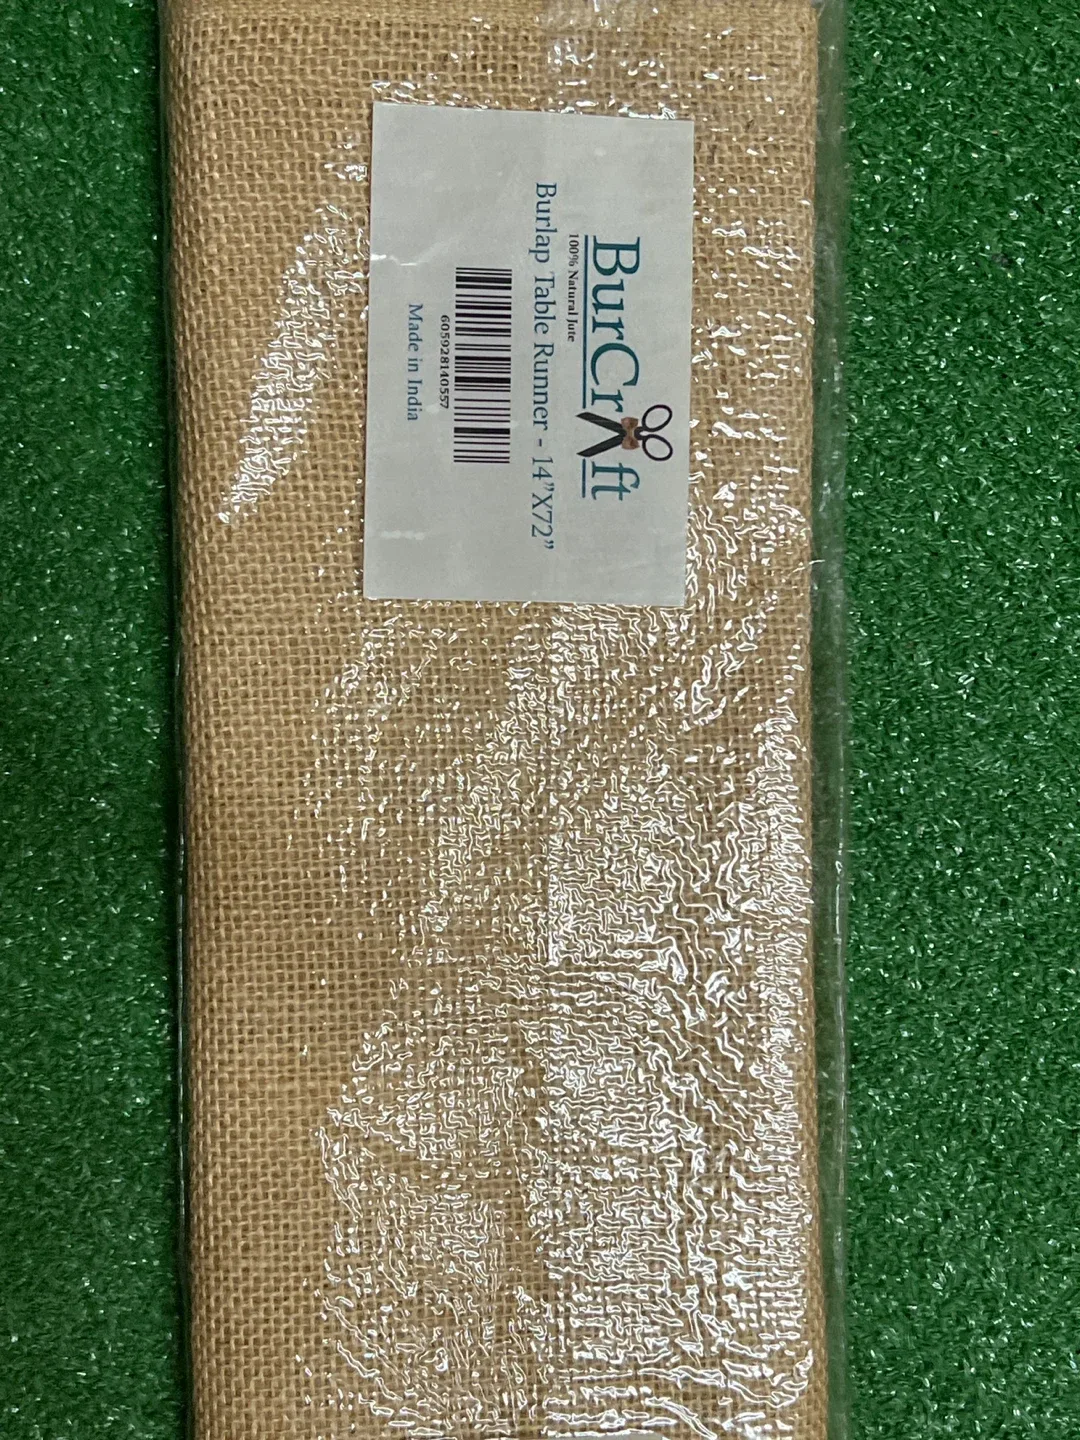 BurCraft
100% Natural Jute
Burlap Table Runner - 14”X72”
605928140557
Made in India